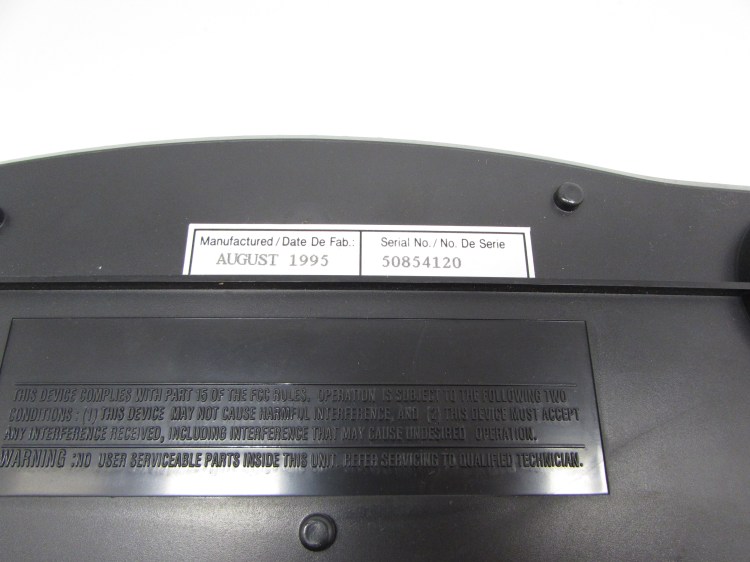 Manufactured / Date De Fab.:
AUGUST 1995
Serial No. / No. De Serie
50854120
THIS DEVICE COMPLIES WITH PART 15 OF THE FCC RULES. OPERATION IS SUBJECT TO THE FOLLOWING TWO
CONDITIONS : (1) THIS DEVICE MAY NOT CAUSE HARMFUL INTERFERENCE, AND (2) THIS DEVICE MUST ACCEPT
ANY INTERFERENCE RECEIVED, INCLUDING INTERFERENCE THAT MAY CAUSE UNDESIRED OPERATION.
WARNING :NO USER SERVICEABLE PARTS INSIDE THIS UNIT. REFER SERVICING TO QUALIFIED TECHNICIAN.